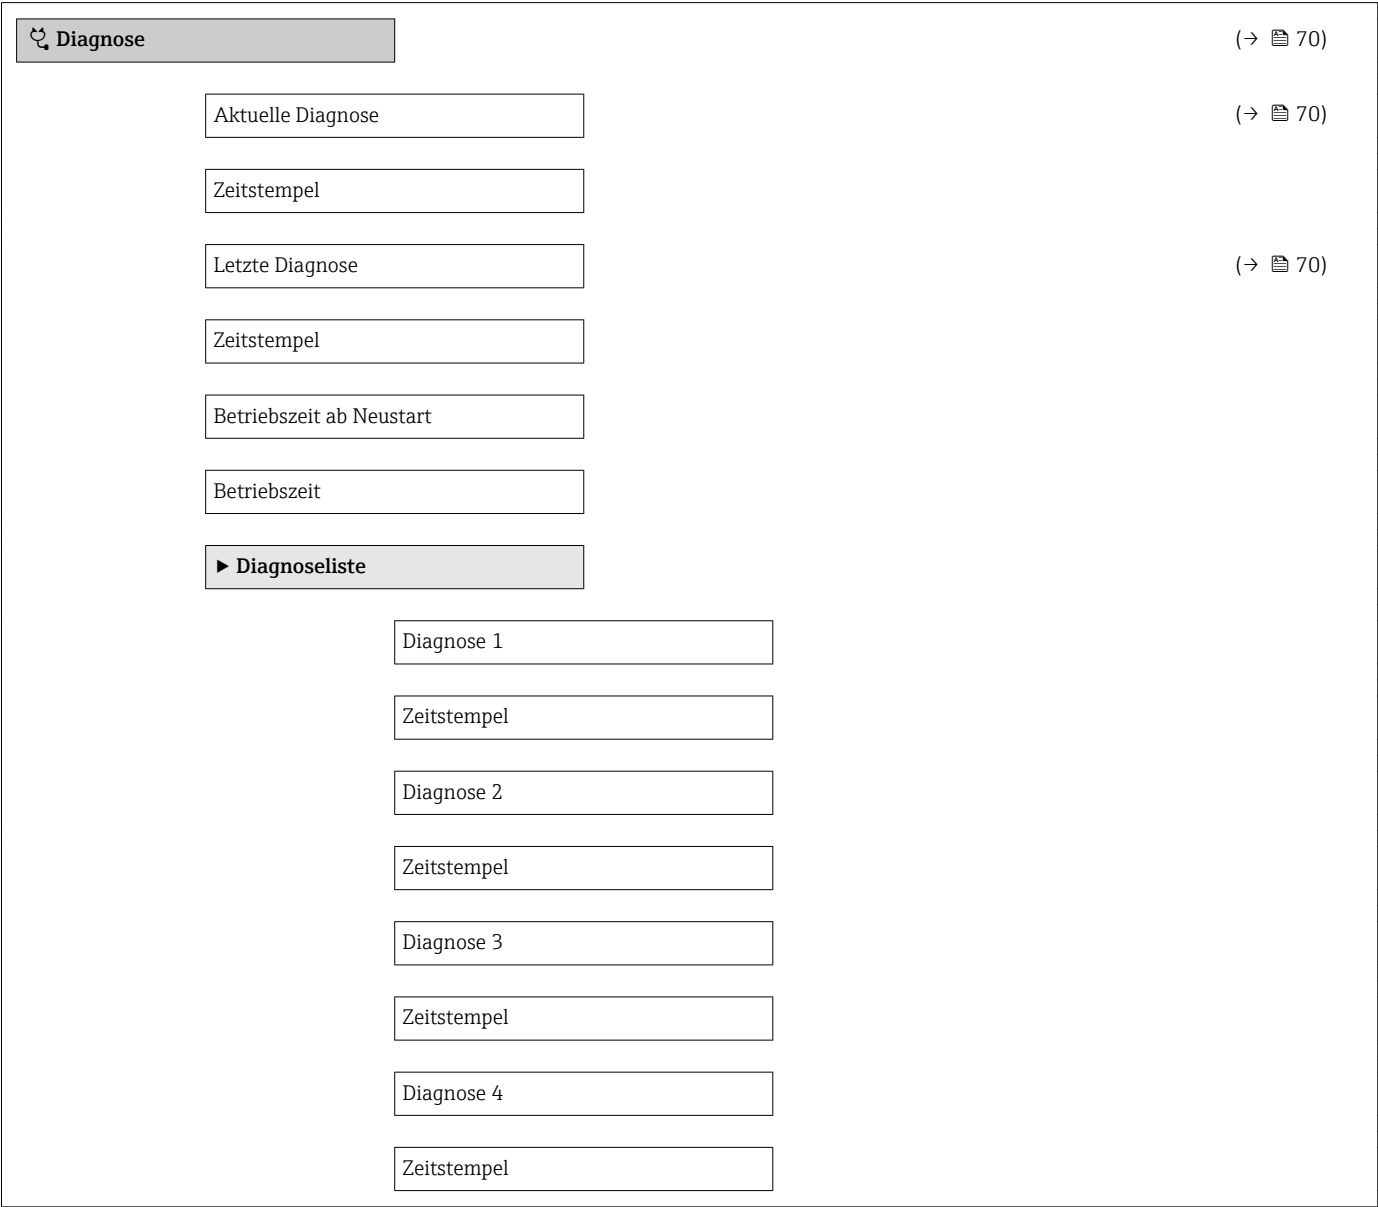 Diagnose (→ 70)
Aktuelle Diagnose (→ 70)
Zeitstempel
Letzte Diagnose (→ 70)
Zeitstempel
Betriebszeit ab Neustart
Betriebszeit
▶ Diagnoseliste
Diagnose 1
Zeitstempel
Diagnose 2
Zeitstempel
Diagnose 3
Zeitstempel
Diagnose 4
Zeitstempel